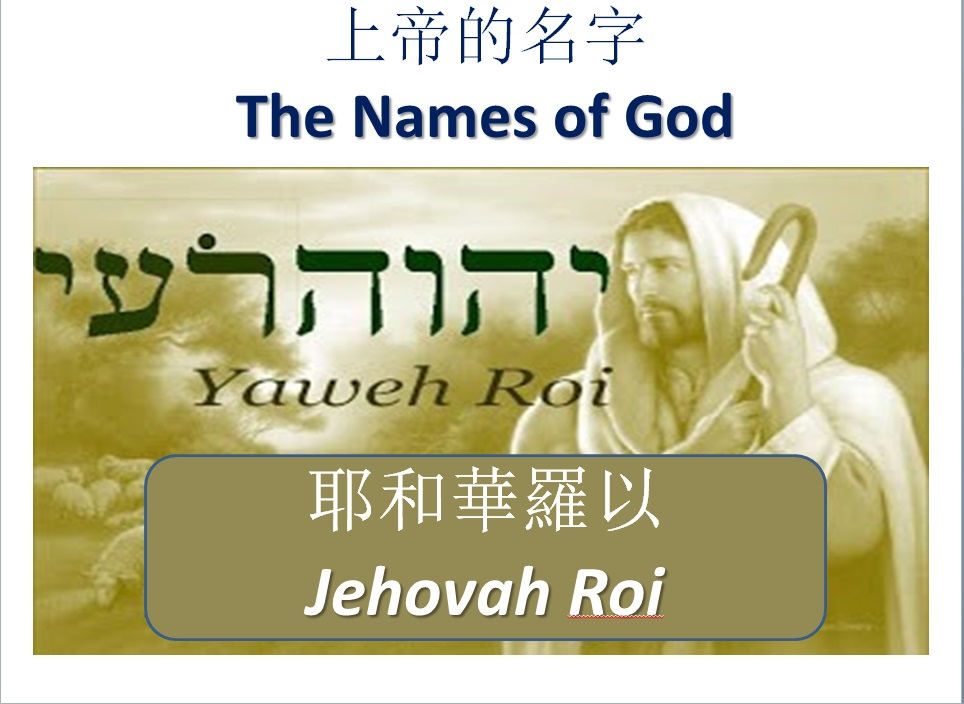 上帝的名字
The Names of God
יהוהרֹעי
Yaweh Roi
耶和華羅以
Jehovah Roi